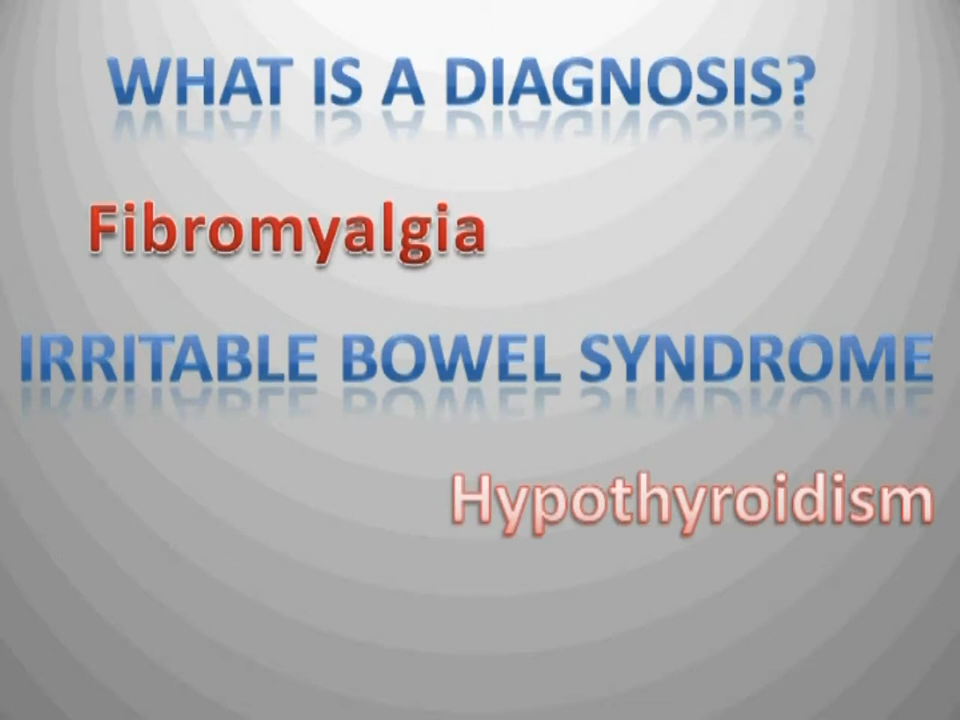 WHAT IS A DIAGNOSIS?
Fibromyalgia
IRRITABLE BOWEL SYNDROME
Hypothyroidism